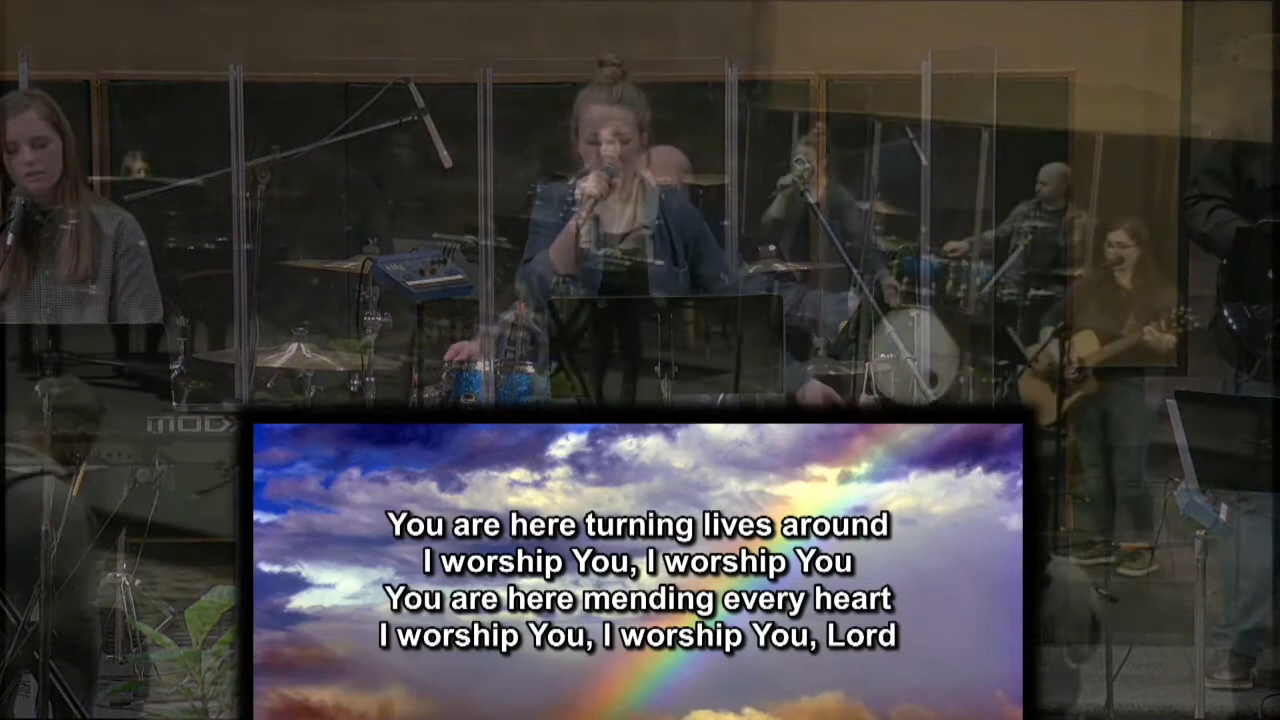 MODX
You are here turning lives around
I worship You, I worship You
You are here mending every heart
I worship You, I worship You, Lord